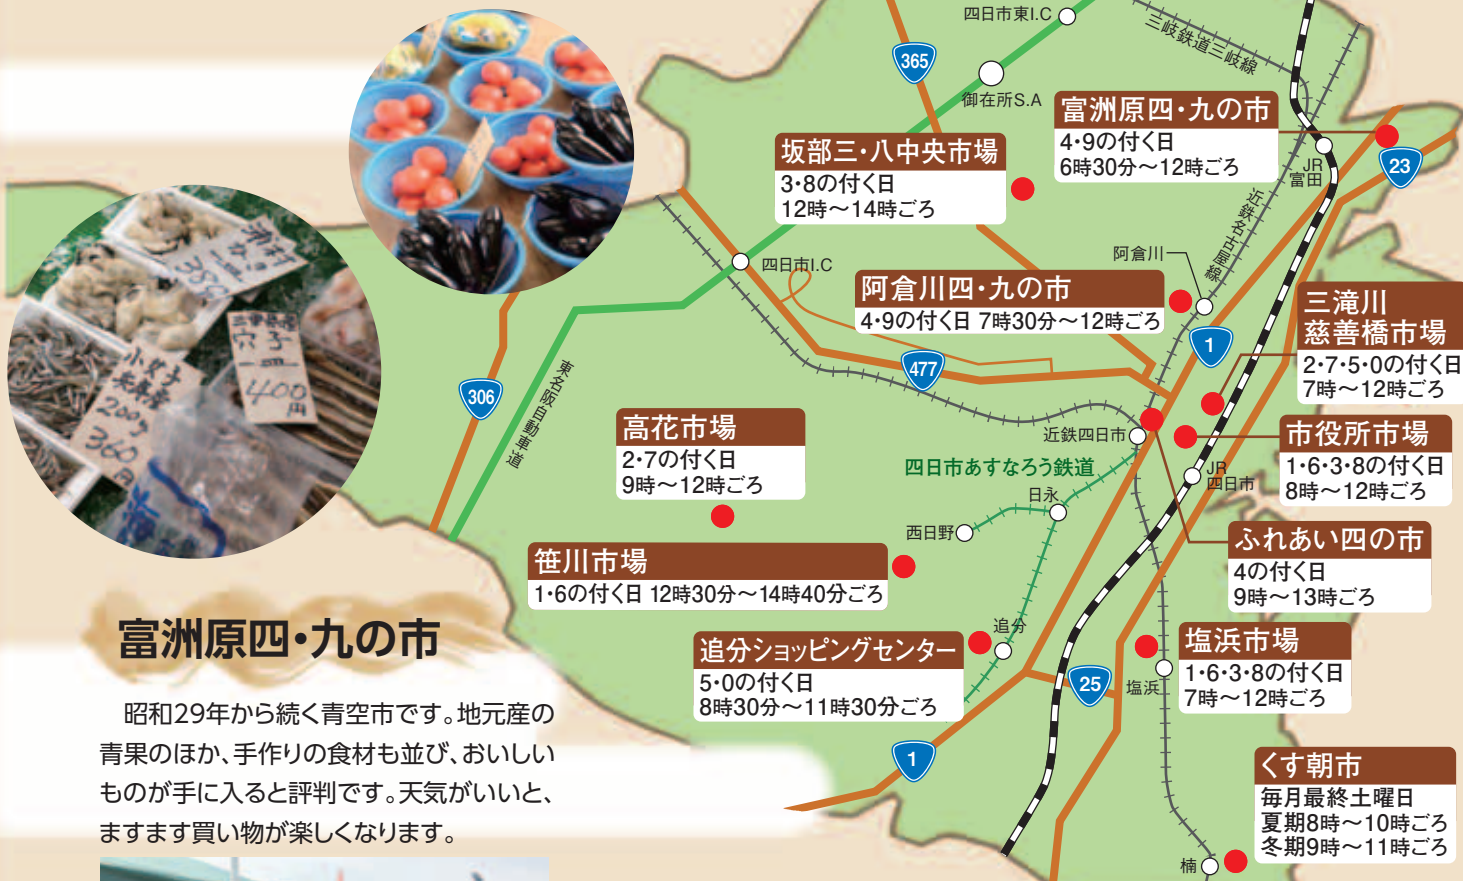 四日市東I.C
三岐鉄道三岐線
365
御在所S.A
富洲原四・九の市
4・9の付く日
6時30分～12時ごろ
坂部三・八中央市場
3・8の付く日
12時～14時ごろ
JR
富田
23
近鉄名古屋線
阿倉川
四日市I.C
阿倉川四・九の市
4・9の付く日 7時30分～12時ごろ
三滝川
慈善橋市場
2・7・5・0の付く日
7時～12時ごろ
1
477
306
東名阪自動車道
高花市場
2・7の付く日
9時～12時ごろ
近鉄四日市
市役所市場
1・6・3・8の付く日
8時～12時ごろ
四日市あすなろう鉄道
JR
四日市
日永
西日野
ふれあい四の市
4の付く日
9時～13時ごろ
笹川市場
1・6の付く日 12時30分～14時40分ごろ
追分
追分ショッピングセンター
5・0の付く日
8時30分～11時30分ごろ
塩浜市場
1・6・3・8の付く日
7時～12時ごろ
25
塩浜
1
くす朝市
毎月最終土曜日
夏期8時～10時ごろ
冬期9時～11時ごろ
楠
380
穴子
400
円
小女子
兵庫産
200g
360
円
富洲原四・九の市
昭和29年から続く青空市です。地元産の
青果のほか、手作りの食材も並び、おいしい
ものが手に入ると評判です。天気がいいと、
ますます買い物が楽しくなります。